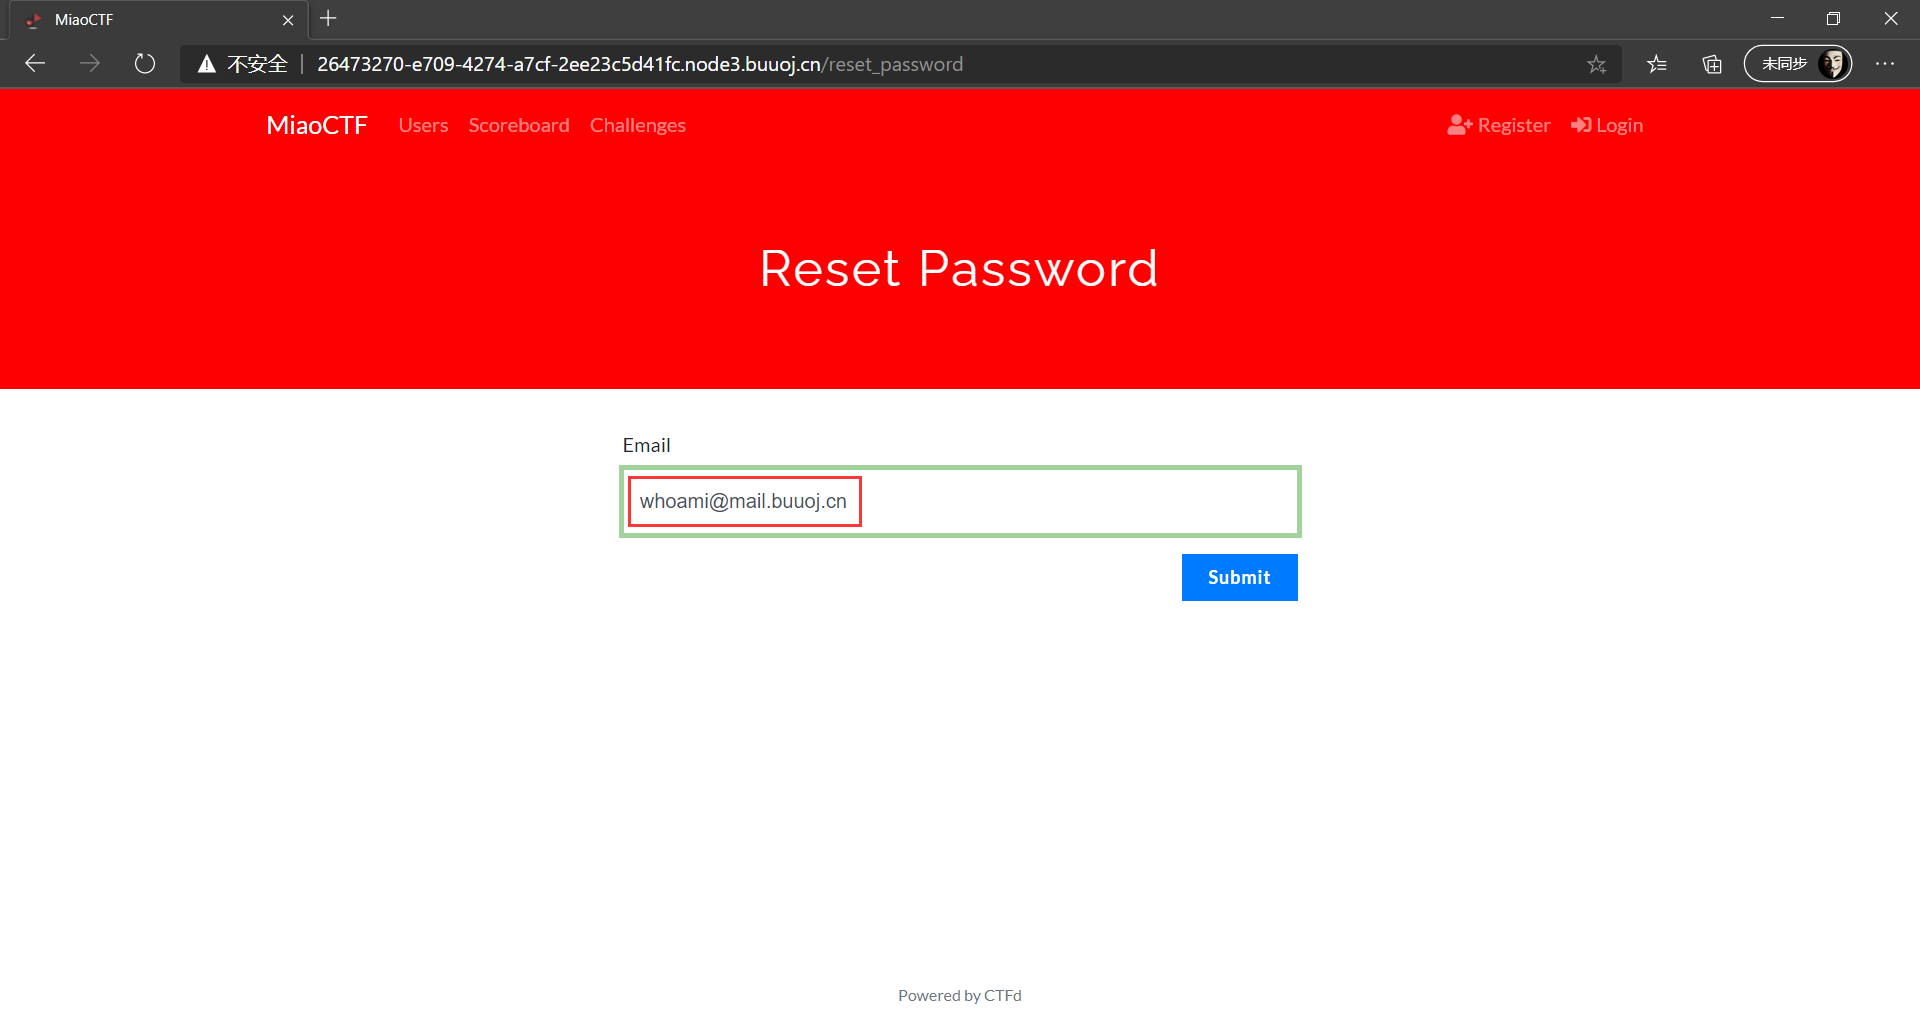 MiaoCTF
不安全 | 26473270-e709-4274-a7cf-2ee23c5d41fc.node3.buuoj.cn/reset_password
未同步
MiaoCTF Users Scoreboard Challenges Register Login
Reset Password
Email
whoami@mail.buuoj.cn
Submit
Powered by CTFd